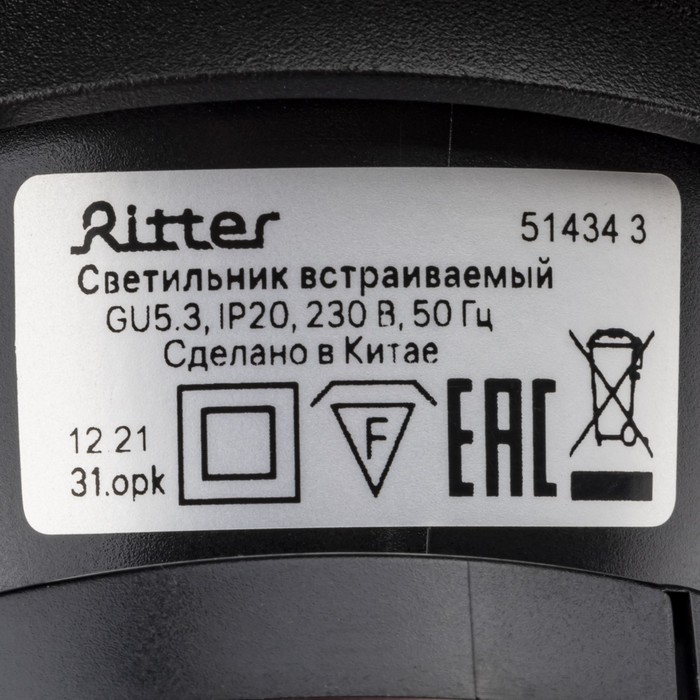 Ritter 51434 3
Светильник встраиваемый
GU5.3, IP20, 230 В, 50 Гц
Сделано в Китае
12 21
31.opk
F
EAC